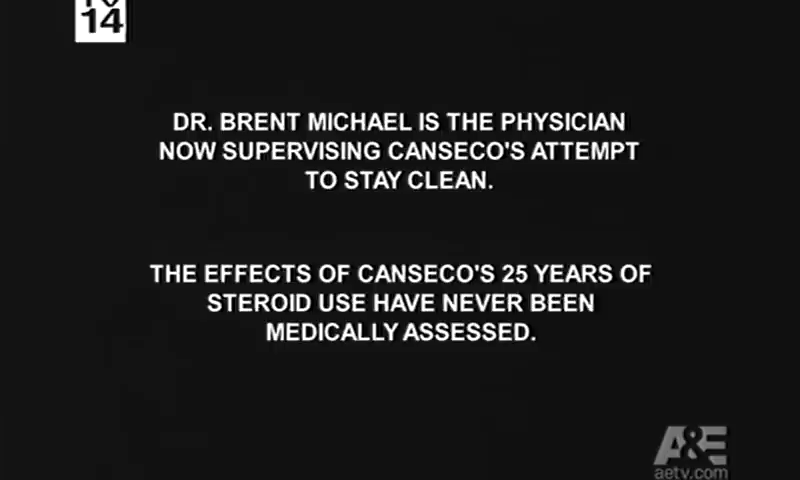 TV
14
DR. BRENT MICHAEL IS THE PHYSICIAN
NOW SUPERVISING CANSECO'S ATTEMPT
TO STAY CLEAN.
THE EFFECTS OF CANSECO'S 25 YEARS OF
STEROID USE HAVE NEVER BEEN
MEDICALLY ASSESSED.
A&E
aetv.com